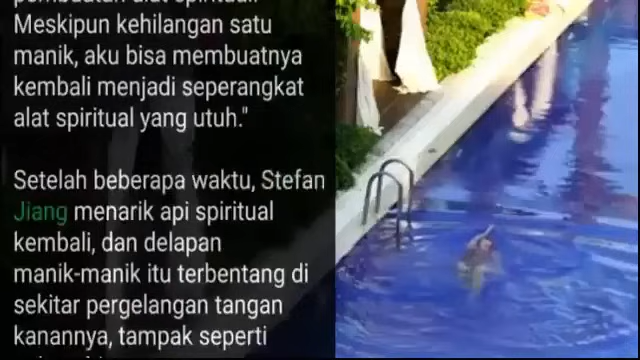 Meskipun kehilangan satu
manik, aku bisa membuatnya
kembali menjadi seperangkat
alat spiritual yang utuh."
Setelah beberapa waktu, Stefan
Jiang menarik api spiritual
kembali, dan delapan
manik-manik itu terbentang di
sekitar pergelangan tangan
kanannya, tampak seperti